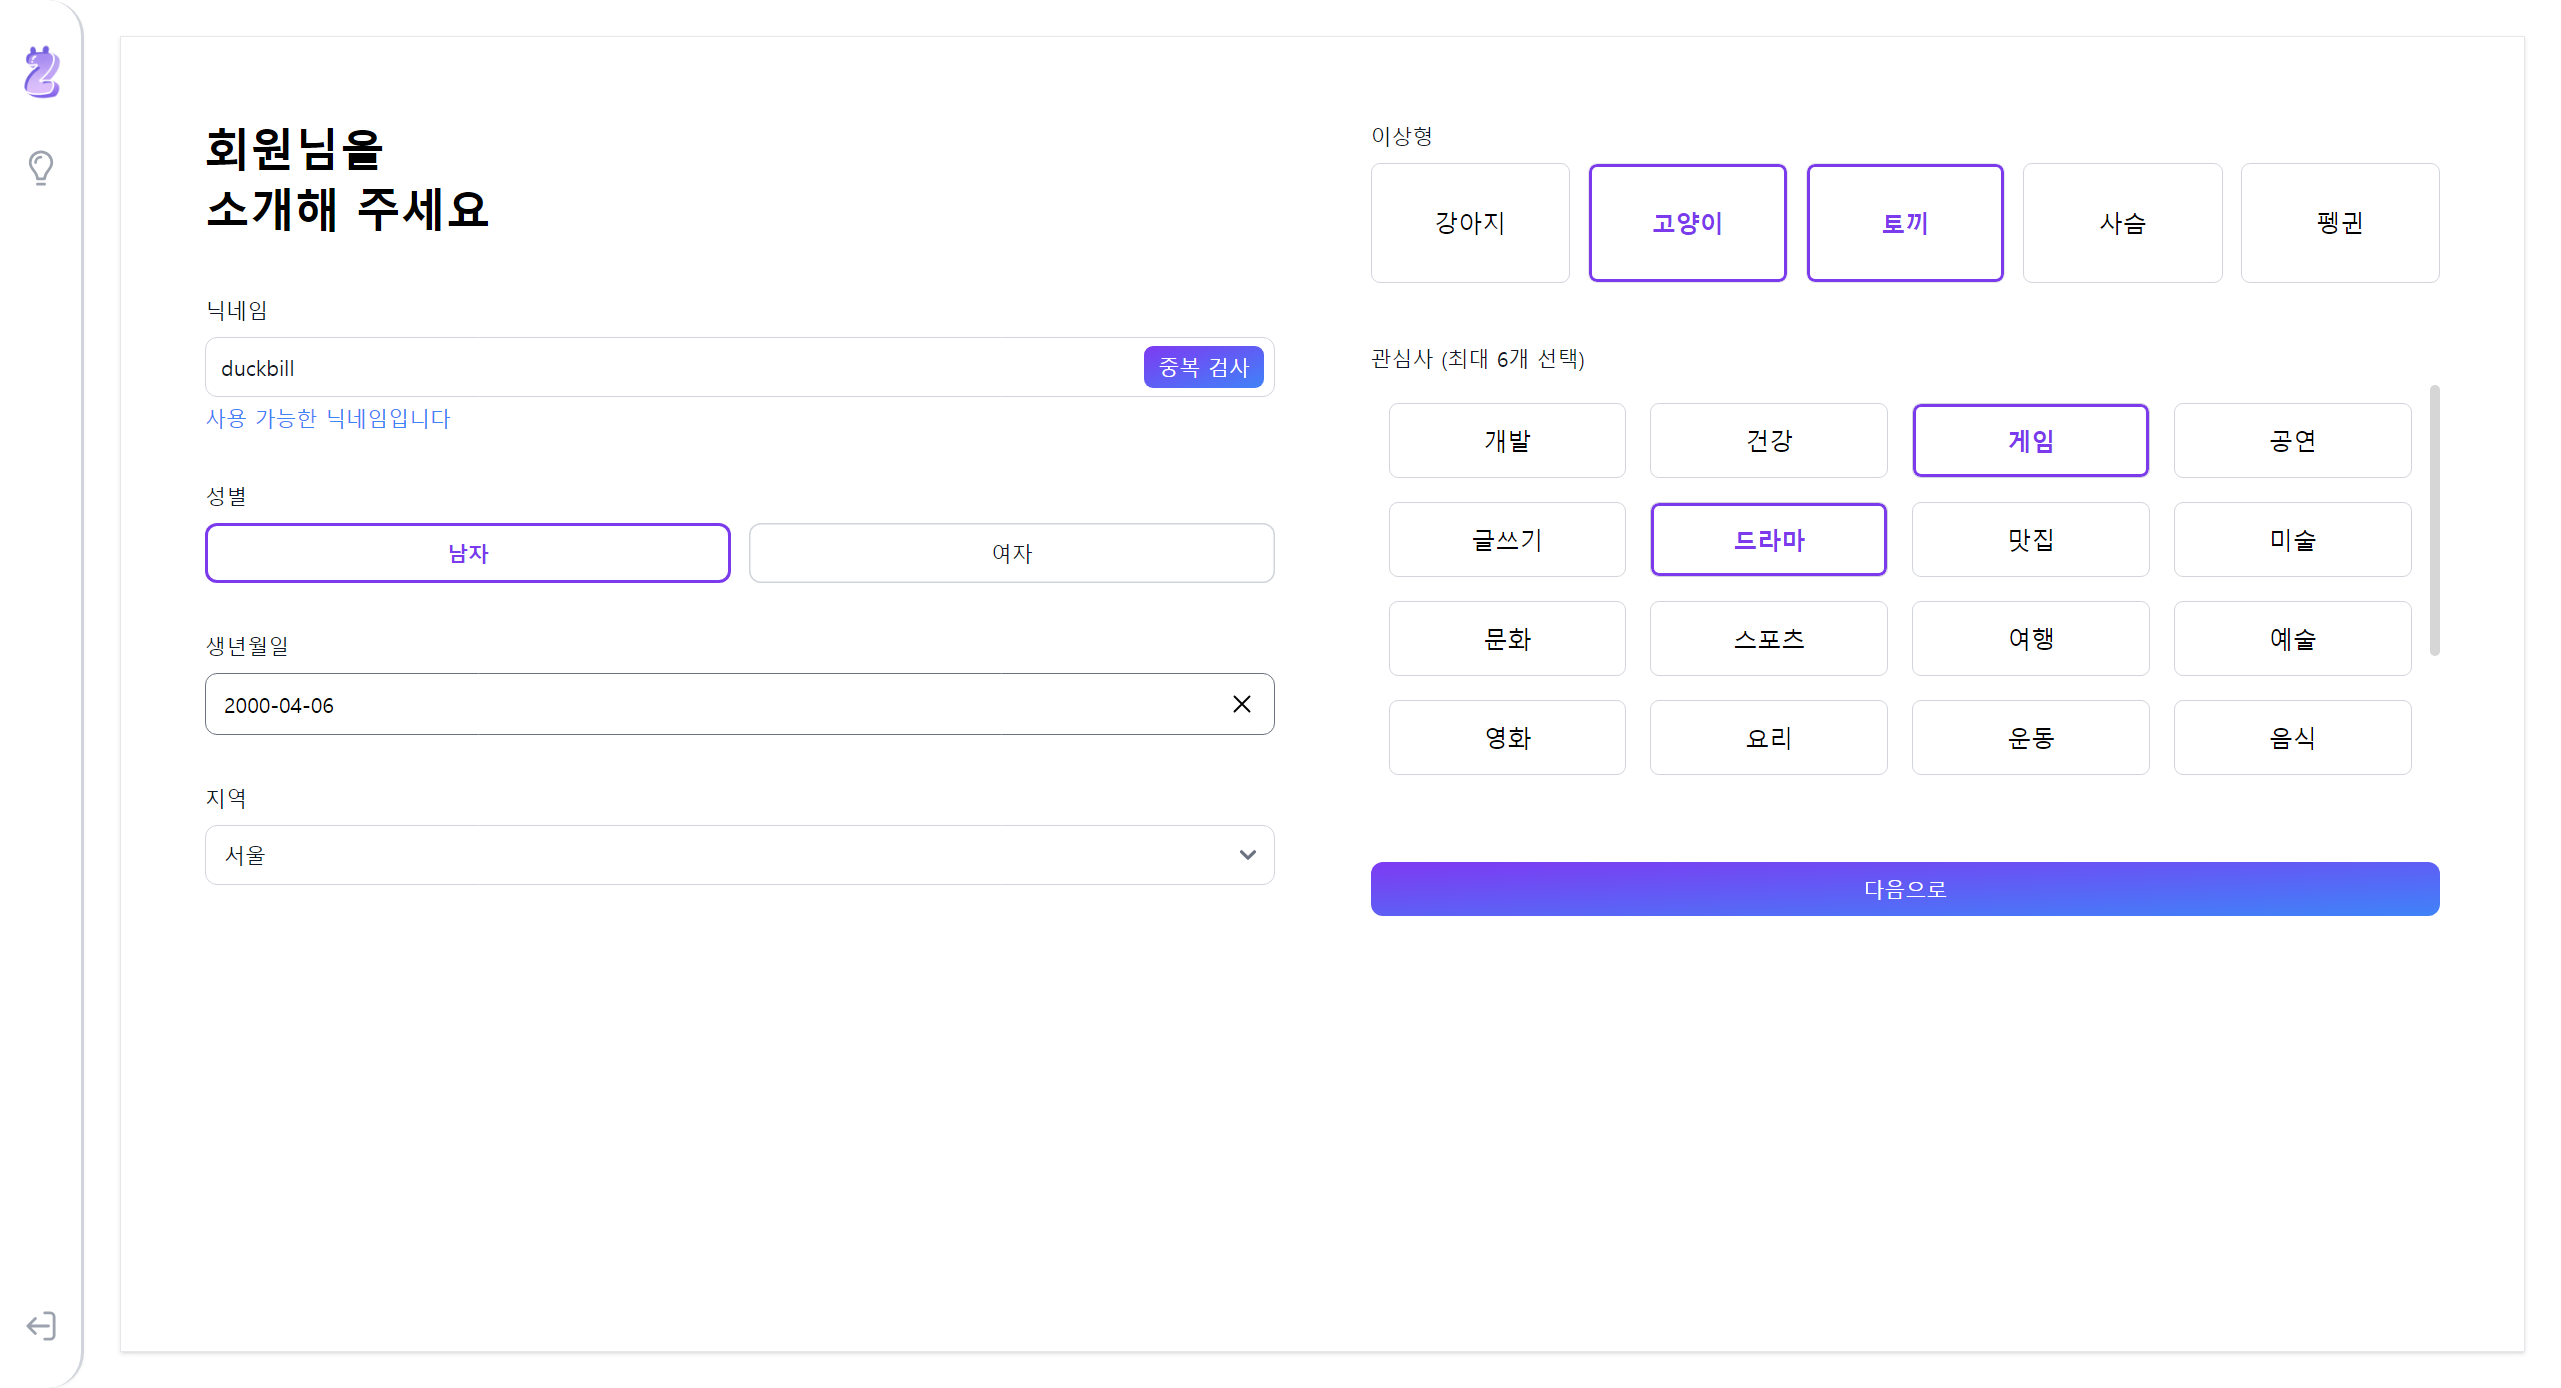 회원님을
소개해 주세요
닉네임
duckbill
중복 검사
사용 가능한 닉네임입니다
성별
남자
여자
생년월일
2000-04-06
지역
서울
이상형
강아지
고양이
토끼
사슴
펭귄
관심사 (최대 6개 선택)
개발
건강
게임
공연
글쓰기
드라마
맛집
미술
문화
스포츠
여행
예술
영화
요리
운동
음식
다음으로